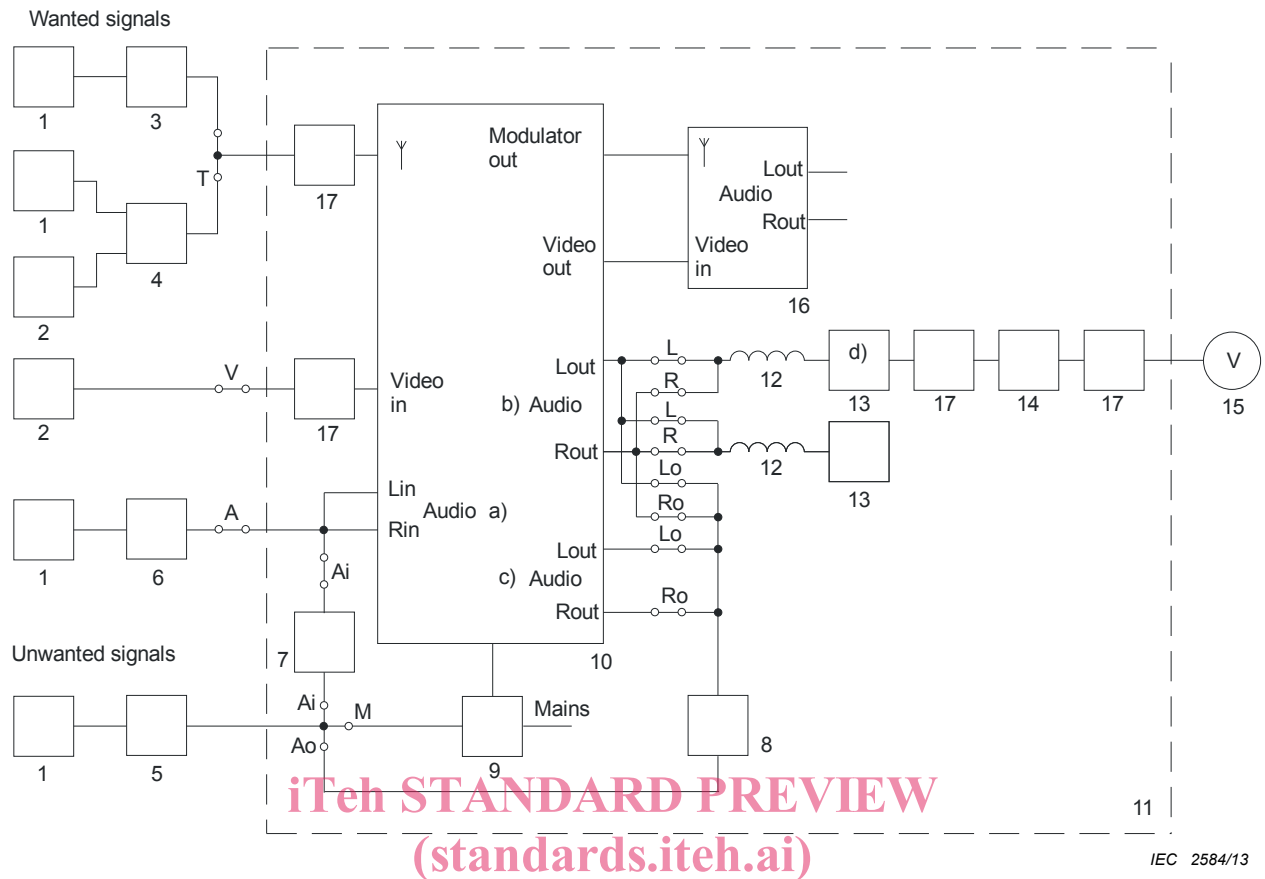 Wanted signals
1
3
1
T
2
4
17
Modulator
out
Lout
Audio
Rout
Video
out
Video
in
16
2
V
17
Video
in
Lout
b) Audio
Rout
L
R
L
R
Lo
Ro
Lo
Ro
12
d)
13
17
14
17
V
15
12
13
1
6
A
Lin
Audio a)
Rin
Ai
Lout
c) Audio
Rout
7
10
Unwanted signals
1
5
Ai
M
Ao
9
Mains
8
11
iTeh STANDARD PREVIEW
(standards.iteh.ai)
IEC 2584/13